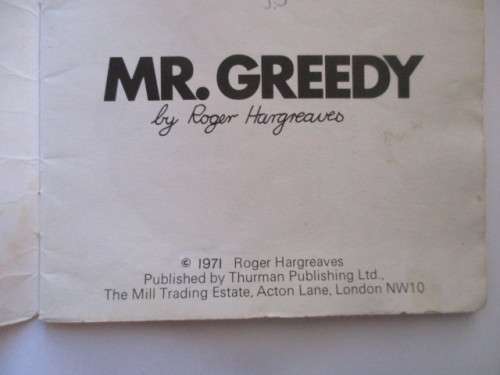 MR. GREEDY
by Roger Hargreaves
© 1971 Roger Hargreaves
Published by Thurman Publishing Ltd.,
The Mill Trading Estate, Acton Lane, London NW10